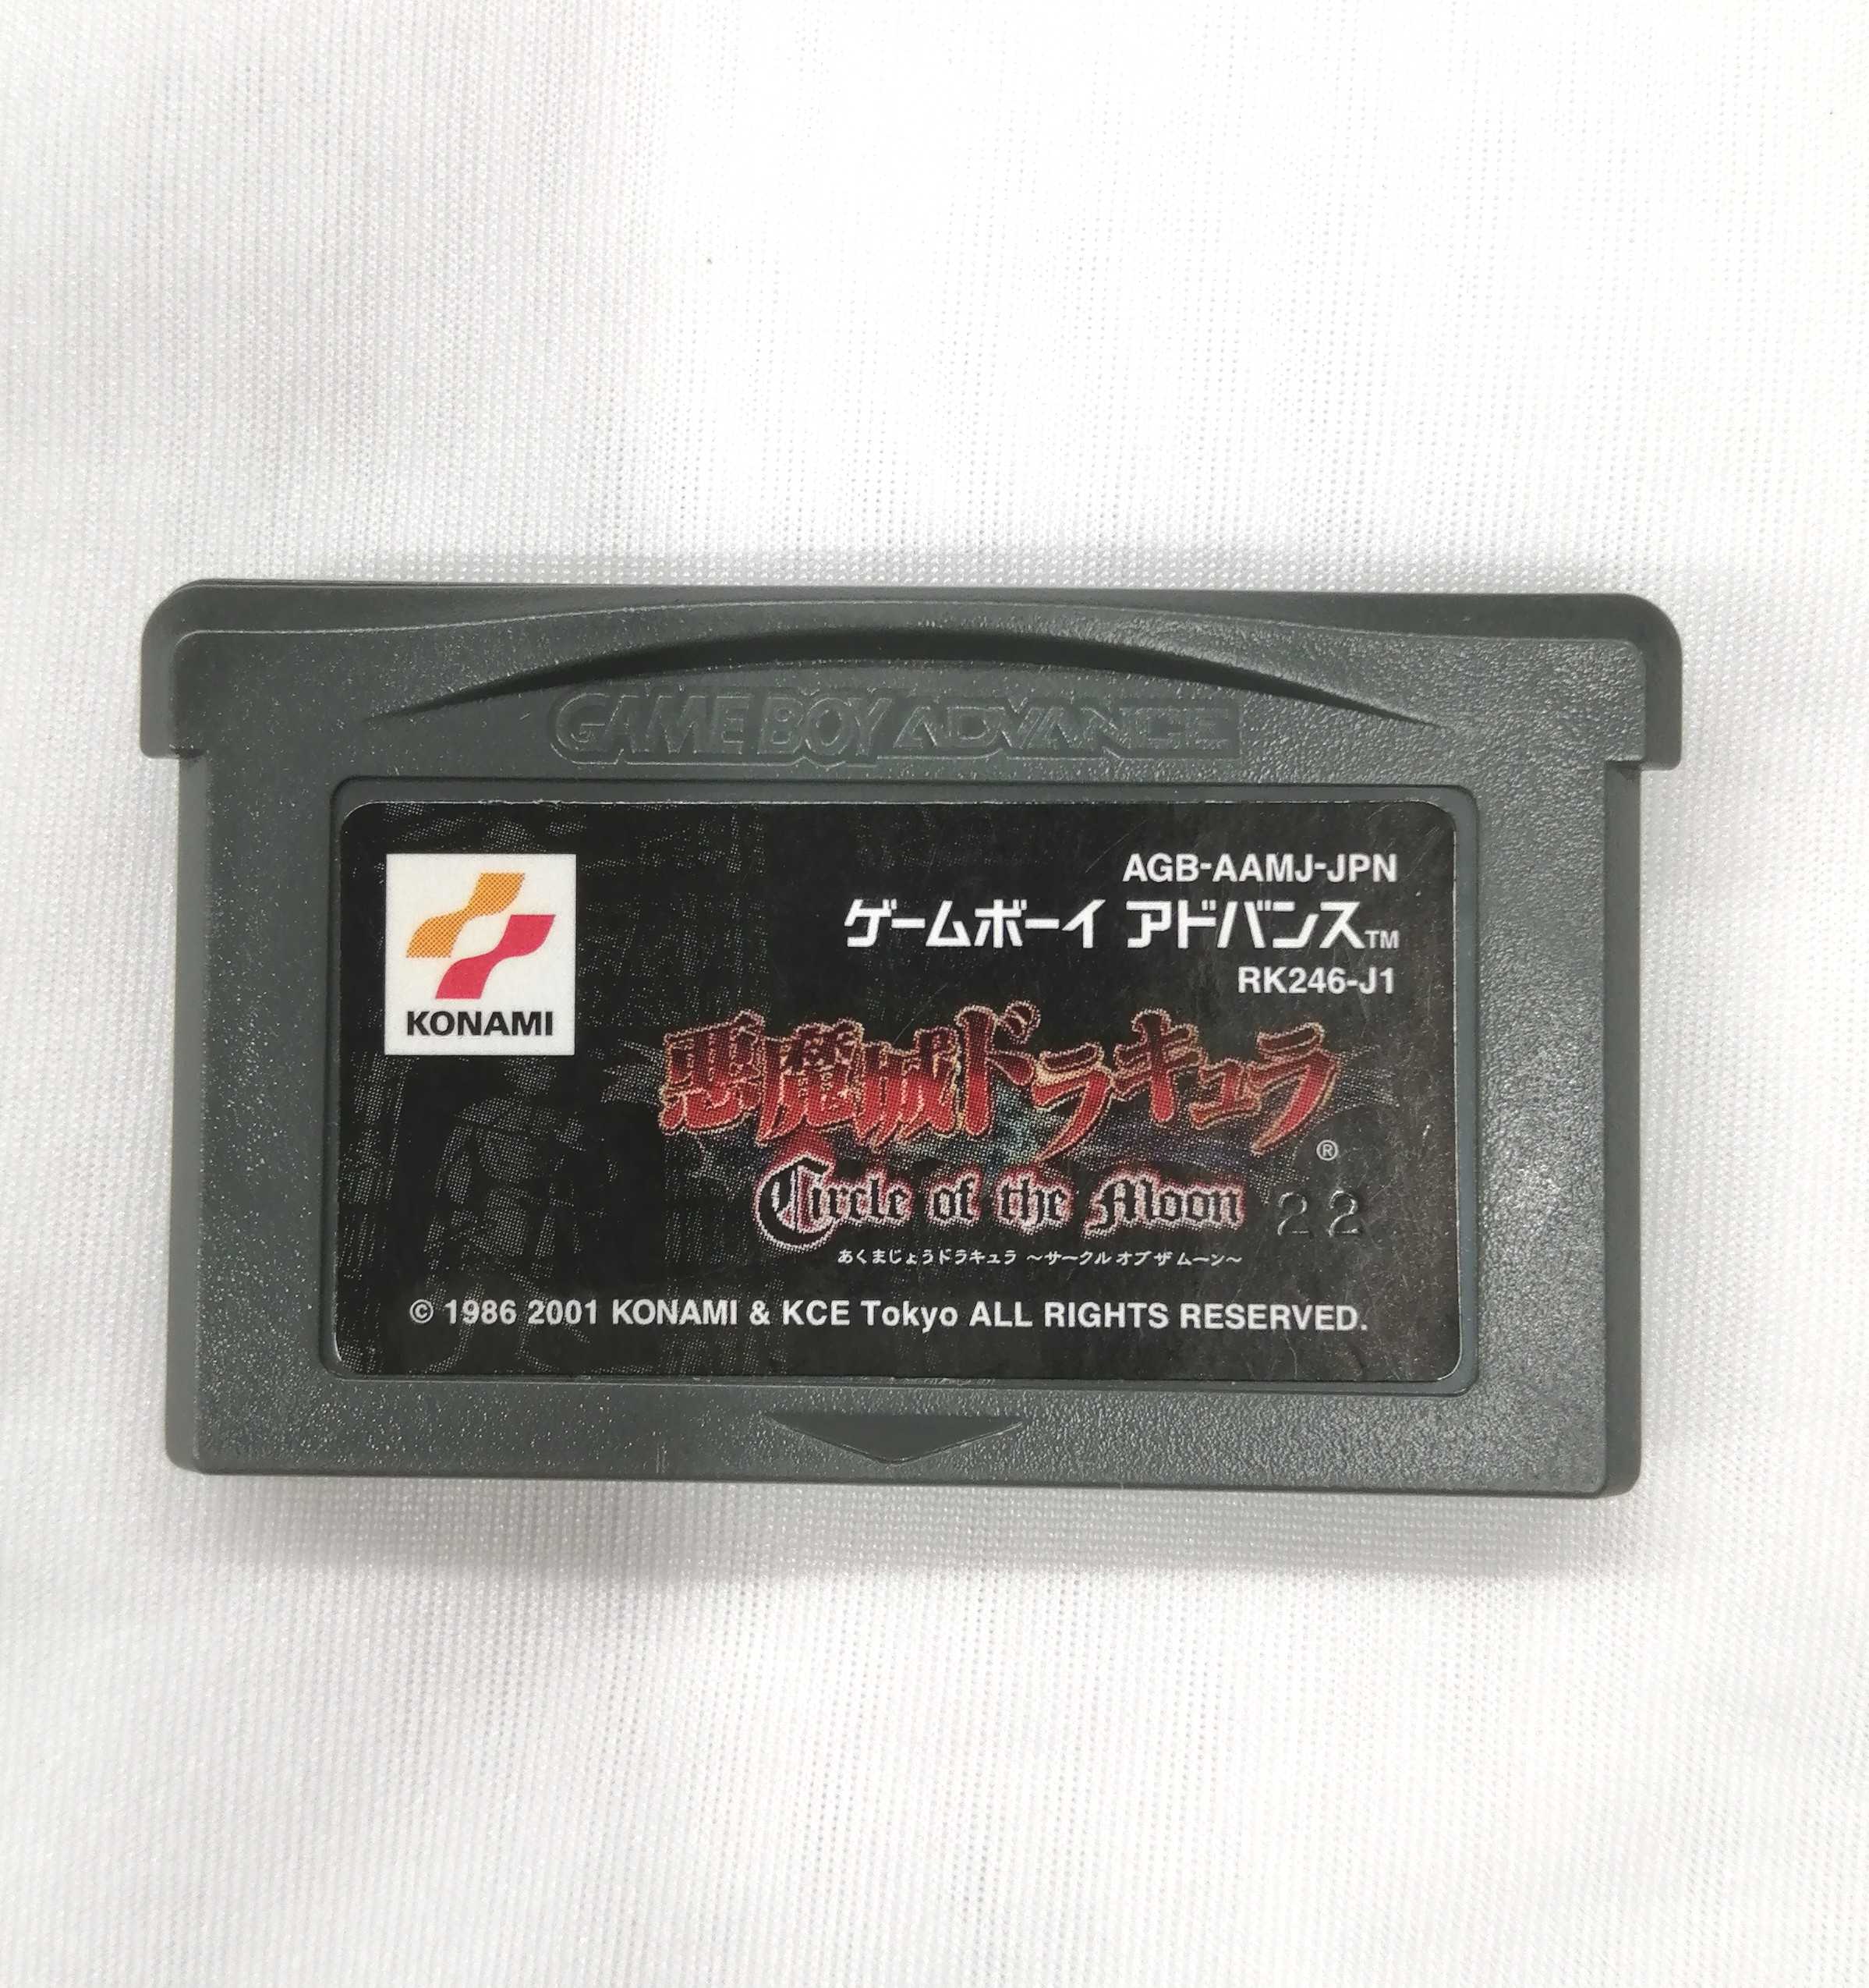 GAME BOY ADVANCE
KONAMI
AGB-AAMJ-JPN
ゲームボーイ アドバンス™
RK246-J1
悪魔城ドラキュラ
®
Circle of the Moon
22
あくまじょうドラキュラ ～サークル オブ ザ ムーン～
© 1986 2001 KONAMI & KCE Tokyo ALL RIGHTS RESERVED.